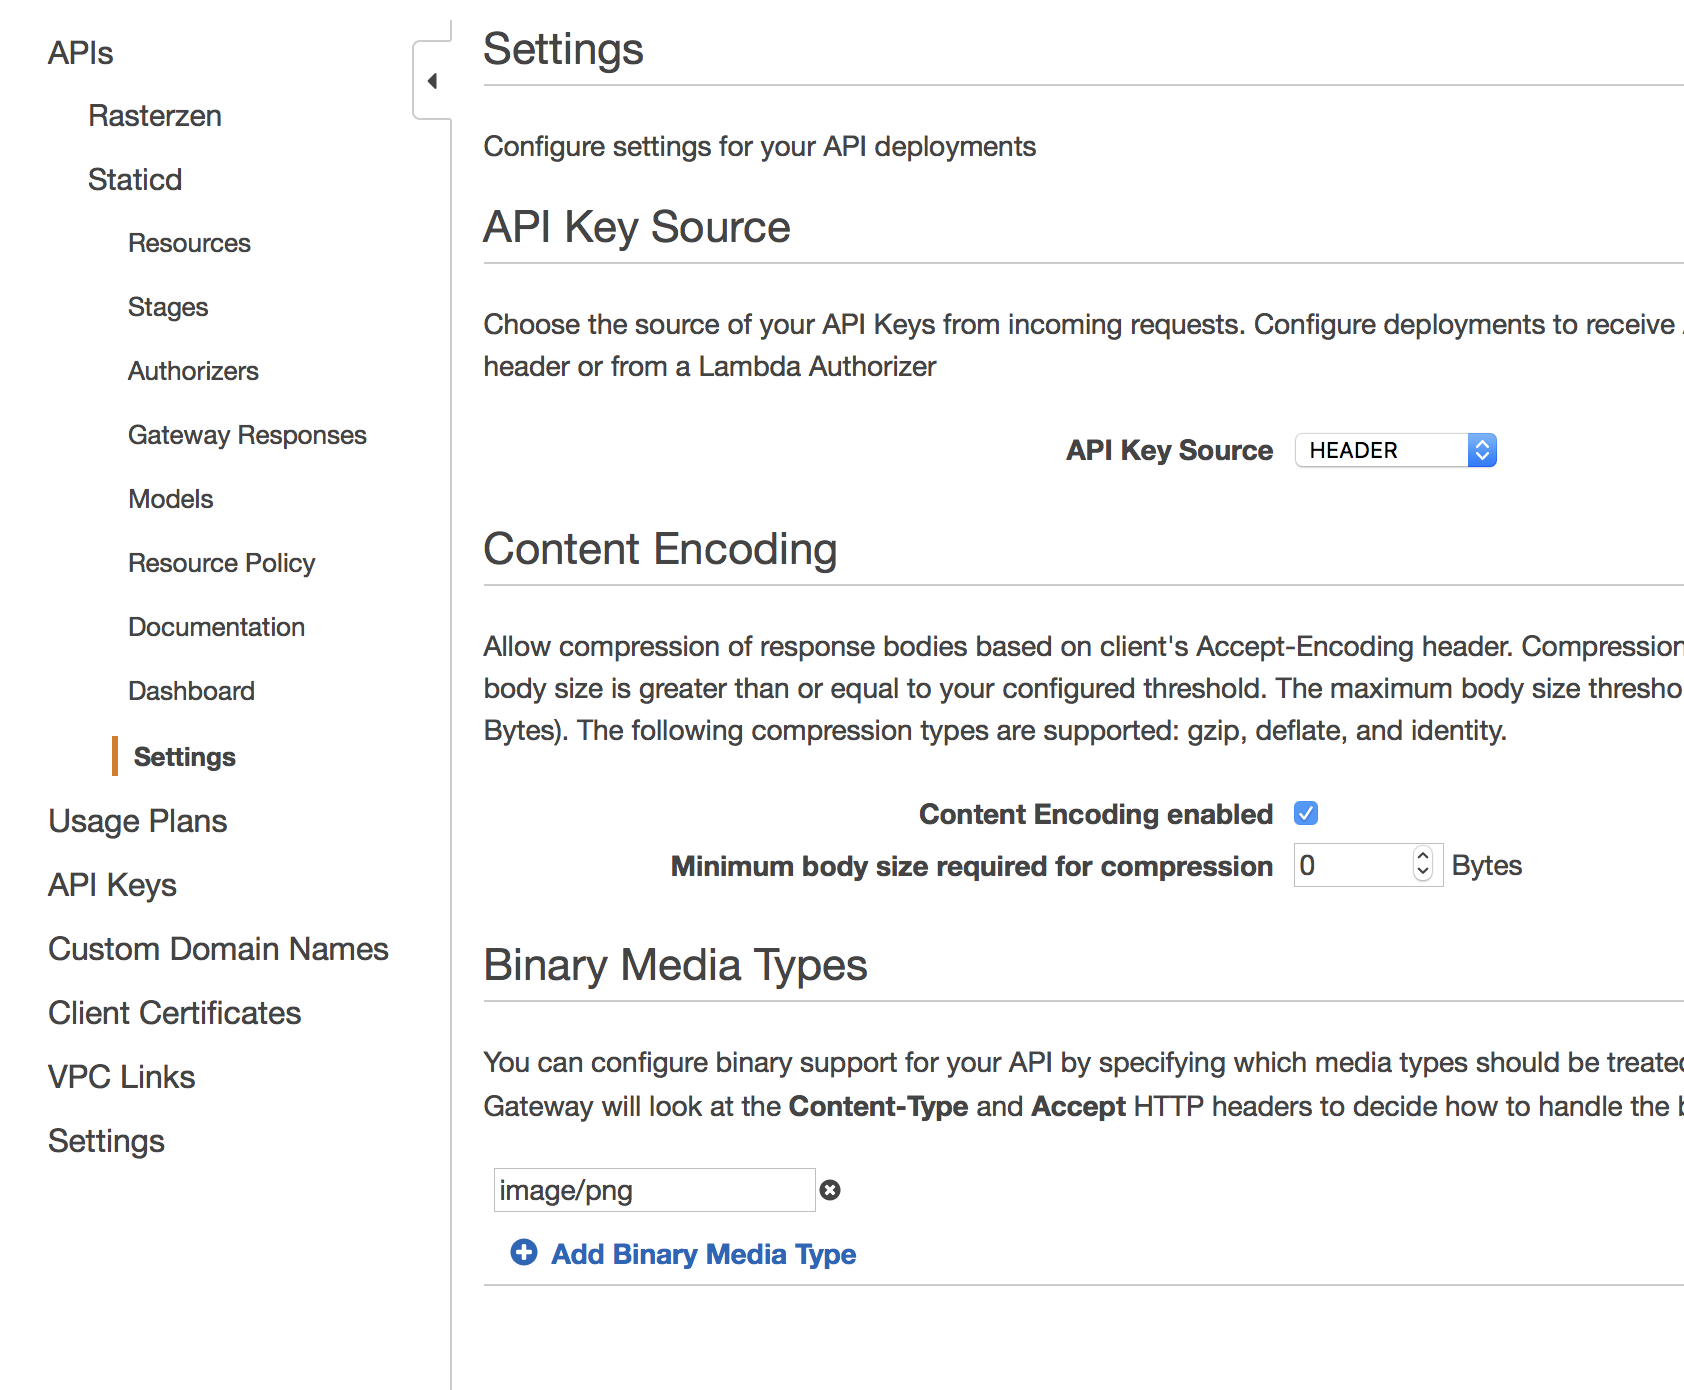 APIs
Rasterzen
Staticd
Resources
Stages
Authorizers
Gateway Responses
Models
Resource Policy
Documentation
Dashboard
Settings
Usage Plans
API Keys
Custom Domain Names
Client Certificates
VPC Links
Settings
Settings
Configure settings for your API deployments
API Key Source
Choose the source of your API Keys from incoming requests. Configure deployments to receive
header or from a Lambda Authorizer
API Key Source HEADER
Content Encoding
Allow compression of response bodies based on client's Accept-Encoding header. Compression
body size is greater than or equal to your configured threshold. The maximum body size
Bytes). The following compression types are supported: gzip, deflate, and identity.
Content Encoding enabled
Minimum body size required for compression 0 Bytes
Binary Media Types
You can configure binary support for your API by specifying which media types should be treated
Gateway will look at the Content-Type and Accept HTTP headers to decide how to handle the
image/png
Add Binary Media Type